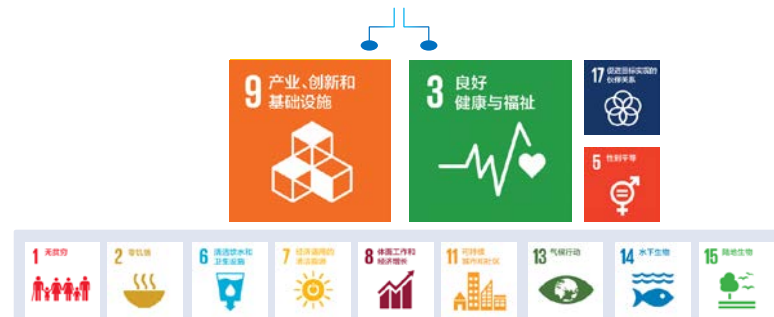 9 产业、创新和
基础设施
3 良好
健康与福祉
17 促进目标实现的
伙伴关系
5 性别平等
1 无贫穷
2 零饥饿
6 清洁饮水和
卫生设施
7 经济适用的
清洁能源
8 体面工作和
经济增长
11 可持续
城市和社区
13 气候行动
14 水下生物
15 陆地生物